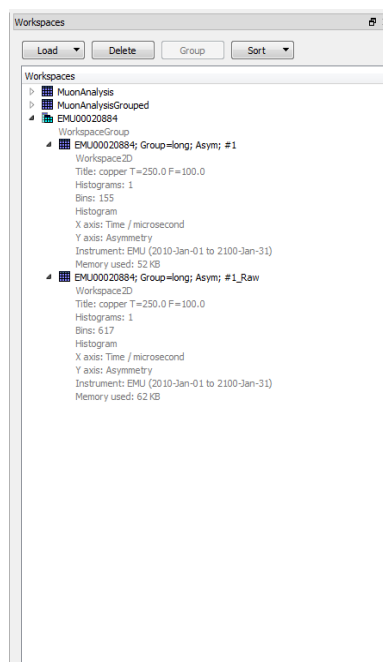 Workspaces
Load Delete Group Sort
Workspaces
MuonAnalysis
MuonAnalysisGrouped
EMU00020884
WorkspaceGroup
EMU00020884; Group=long; Asym; #1
Workspace2D
Title: copper T=250.0 F=100.0
Histograms: 1
Bins: 155
Histogram
X axis: Time / microsecond
Y axis: Asymmetry
Instrument: EMU (2010-Jan-01 to 2100-Jan-31)
Memory used: 52 KB
EMU00020884; Group=long; Asym; #1_Raw
Workspace2D
Title: copper T=250.0 F=100.0
Histograms: 1
Bins: 617
Histogram
X axis: Time / microsecond
Y axis: Asymmetry
Instrument: EMU (2010-Jan-01 to 2100-Jan-31)
Memory used: 62 KB